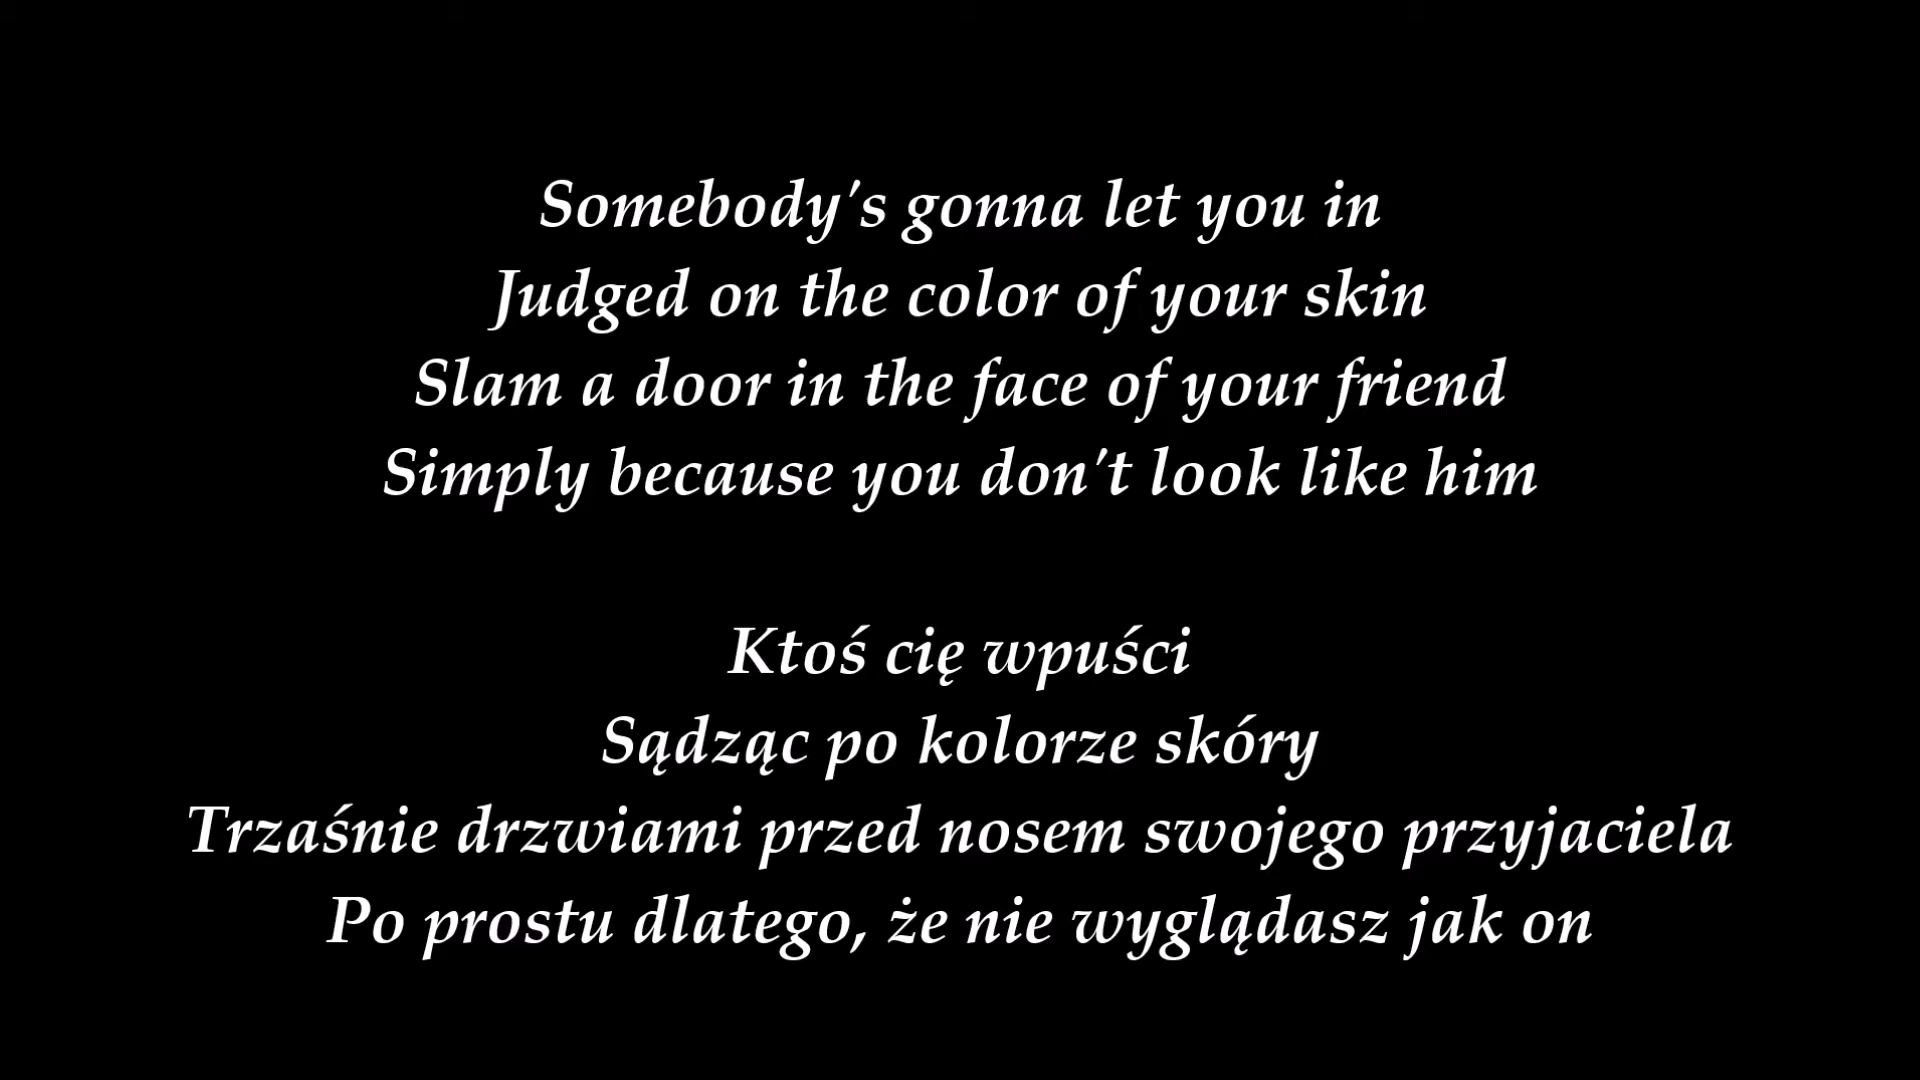 Somebody's gonna let you in
Judged on the color of your skin
Slam a door in the face of your friend
Simply because you don't look like him
Ktoś cię wpuści
Sądząc po kolorze skóry
Trzaśnie drzwiami przed nosem swojego przyjaciela
Po prostu dlatego, że nie wyglądasz jak on